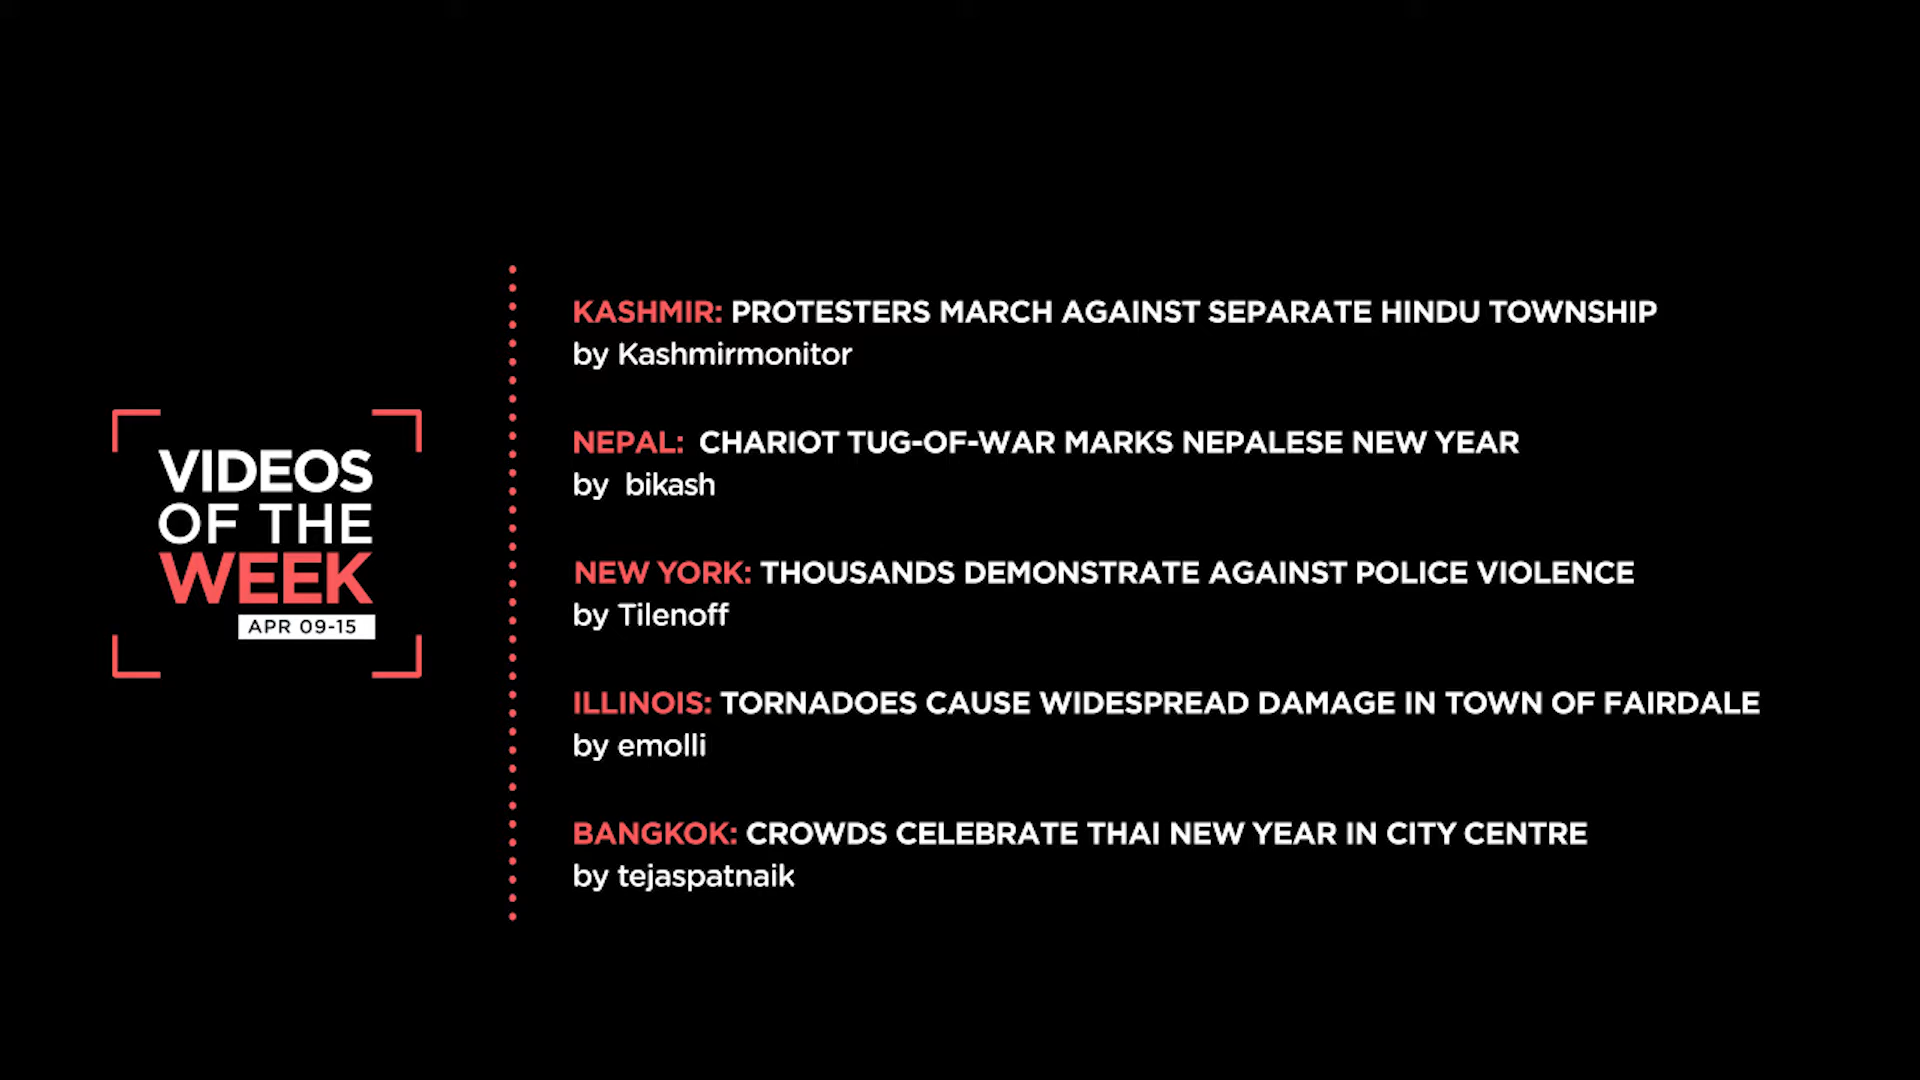 VIDEOS
OF THE
WEEK
APR 09-15
KASHMIR: PROTESTERS MARCH AGAINST SEPARATE HINDU TOWNSHIP
by Kashmirmonitor
NEPAL: CHARIOT TUG-OF-WAR MARKS NEPALESE NEW YEAR
by bikash
NEW YORK: THOUSANDS DEMONSTRATE AGAINST POLICE VIOLENCE
by Tilenoff
ILLINOIS: TORNADOES CAUSE WIDESPREAD DAMAGE IN TOWN OF FAIRDALE
by emolli
BANGKOK: CROWDS CELEBRATE THAI NEW YEAR IN CITY CENTRE
by tejaspatnaik